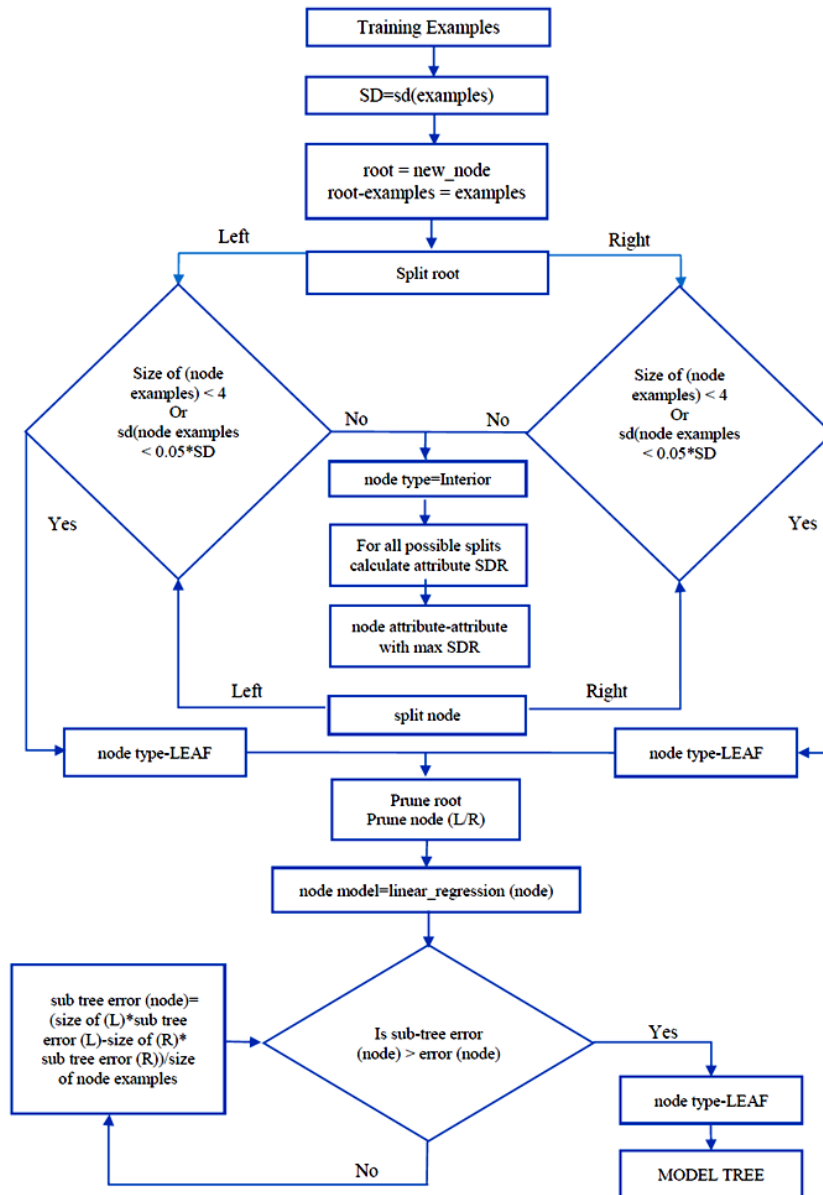 Training Examples
SD=sd(examples)
root = new_node
root-examples = examples
Left
Right
Split root
Size of (node
examples) < 4
Or
sd(node examples
< 0.05*SD
Size of (node
examples) < 4
Or
sd(node examples
< 0.05*SD
No
No
node type=Interior
Yes
Yes
For all possible splits
calculate attribute SDR
node attribute-attribute
with max SDR
Left
Right
split node
node type-LEAF
node type-LEAF
Prune root
Prune node (L/R)
node model=linear_regression (node)
sub tree error (node)=
(size of (L)*sub tree
error (L)-size of (R)*
sub tree error (R))/size
of node examples
Is sub-tree error
(node) > error (node)
Yes
node type-LEAF
No
MODEL TREE